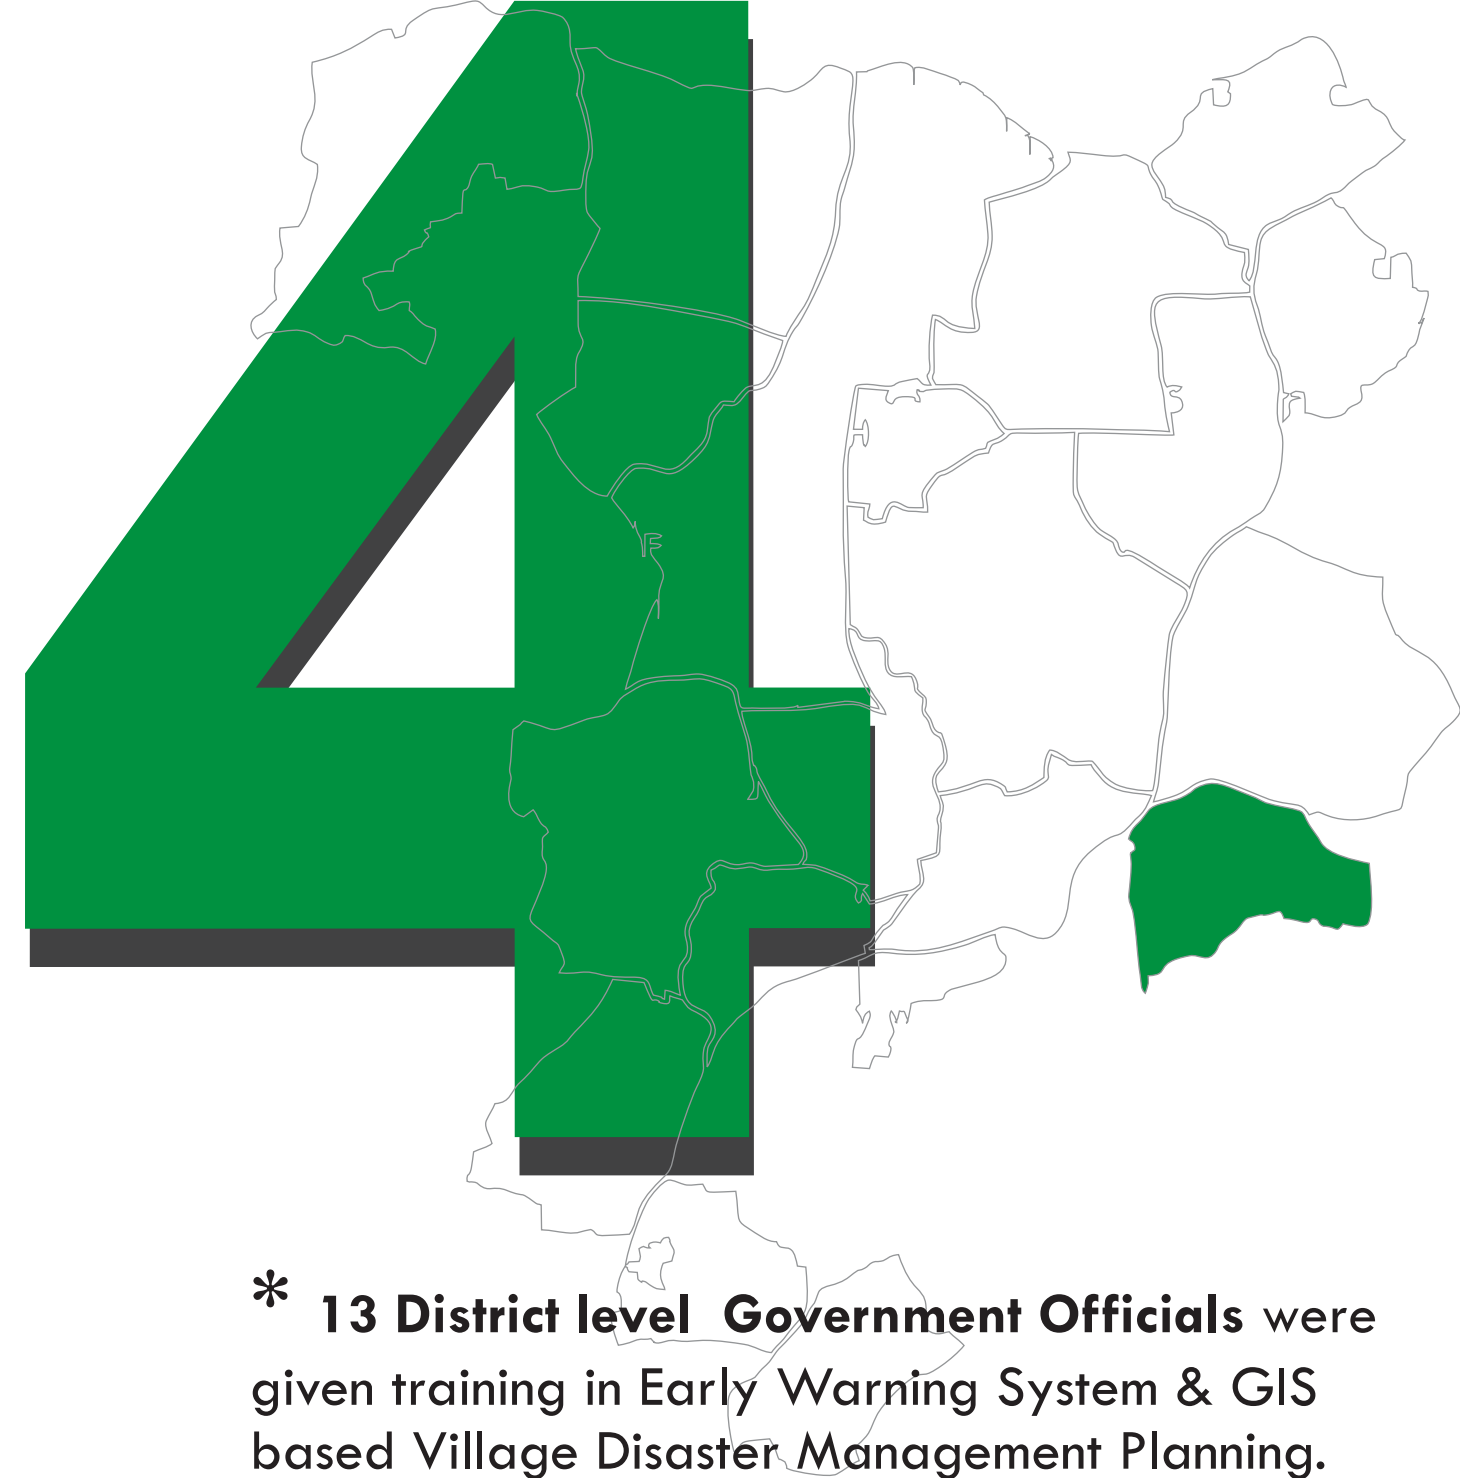 4
* 13 District level Government Officials were
given training in Early Warning System & GIS
based Village Disaster Management Planning.